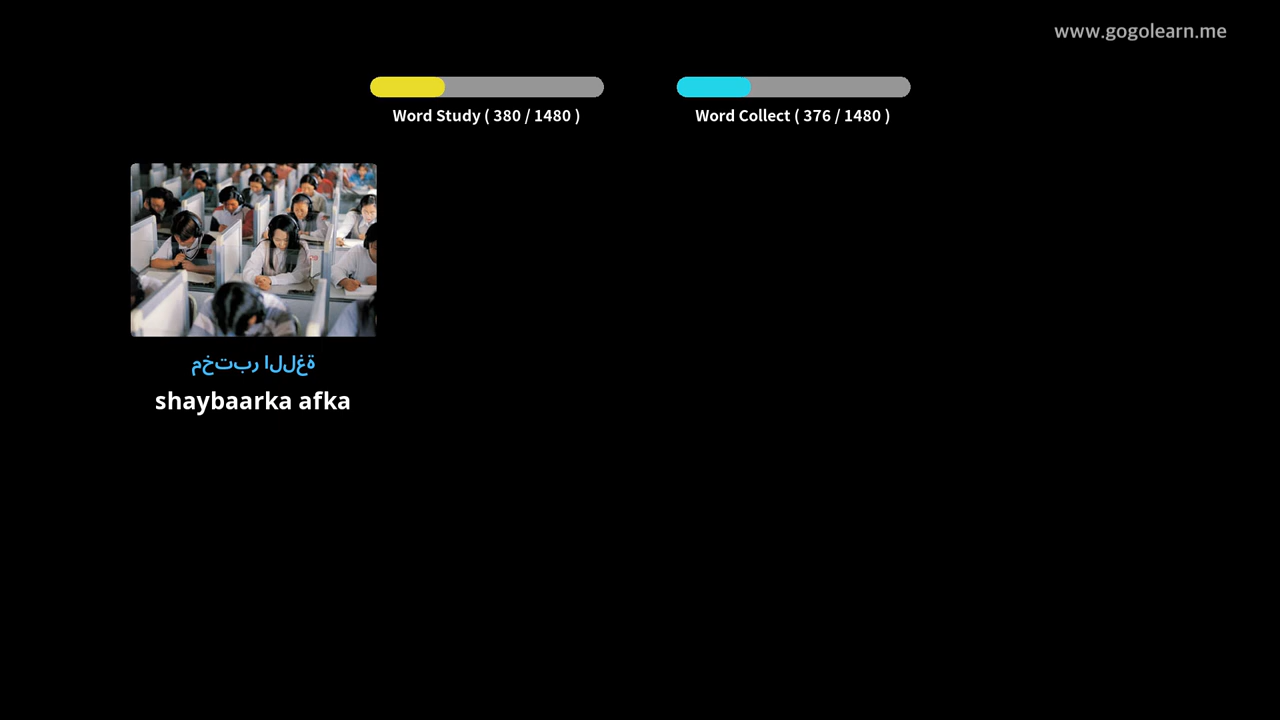 www.gogolearn.me
Word Study ( 380 / 1480 )
Word Collect ( 376 / 1480 )
مختبر اللغة
shaybaarka afka